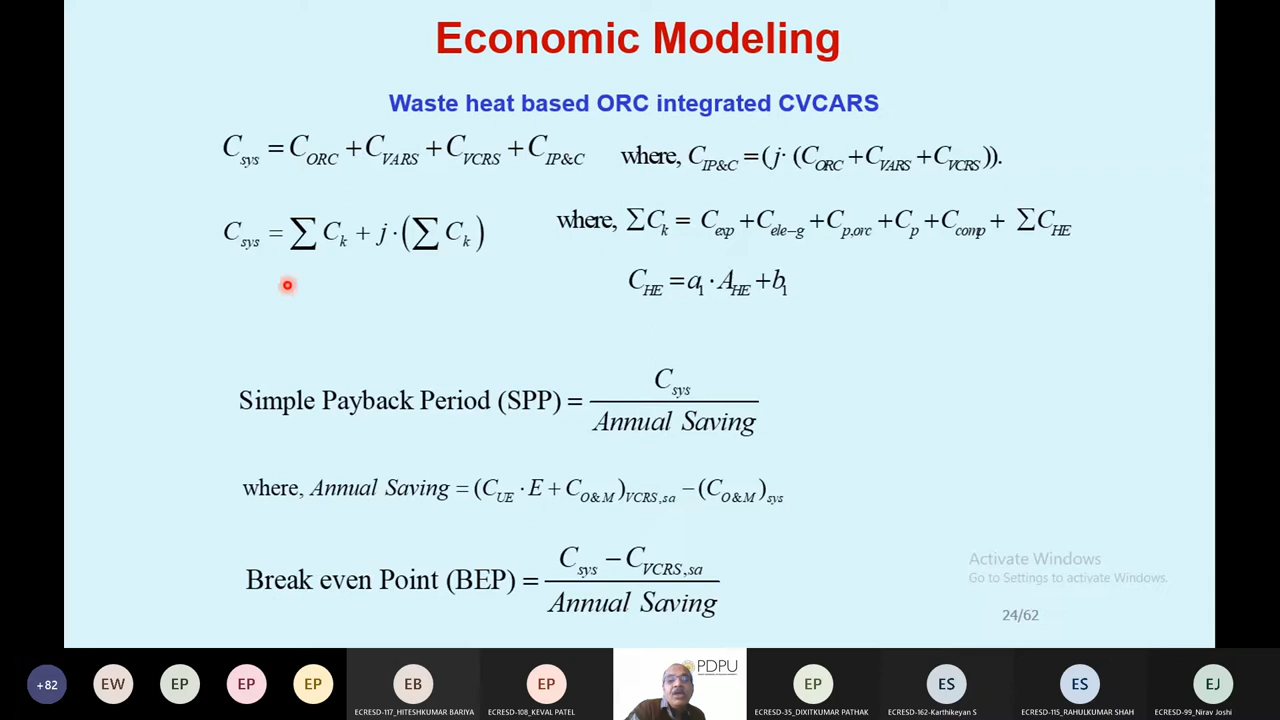 Economic Modeling
Waste heat based ORC integrated CVCARS
C_sys = C_ORC + C_VARS + C_VCRS + C_IP&C where, C_IP&C = (j· (C_ORC + C_VARS + C_VCRS)).
C_sys = ∑ C_k + j · (∑ C_k) where, ∑C_k = C_exp + C_ele-g + C_p,orc + C_p + C_comp + ∑C_HE
C_HE = a_1 · A_HE + b_1
Simple Payback Period (SPP) = C_sys / Annual Saving
where, Annual Saving = (C_UE · E + C_O&M)_VCRS,sa − (C_O&M)_sys
Break even Point (BEP) = C_sys − C_VCRS,sa / Annual Saving
Activate Windows
Go to Settings to activate Windows.
24/62
+82 EW EP EP EP EB EP PDPU EP ES ES EJ
ECRESD-117_HITESHKUMAR BARIYA ECRESD-108_KEVAL PATEL ECRESD-35_DIXITKUMAR PATHAK ECRESD-162-Karthikeyan S ECRESD-115_RAHULKUMAR SHAH ECRESD-99_Nirav Joshi